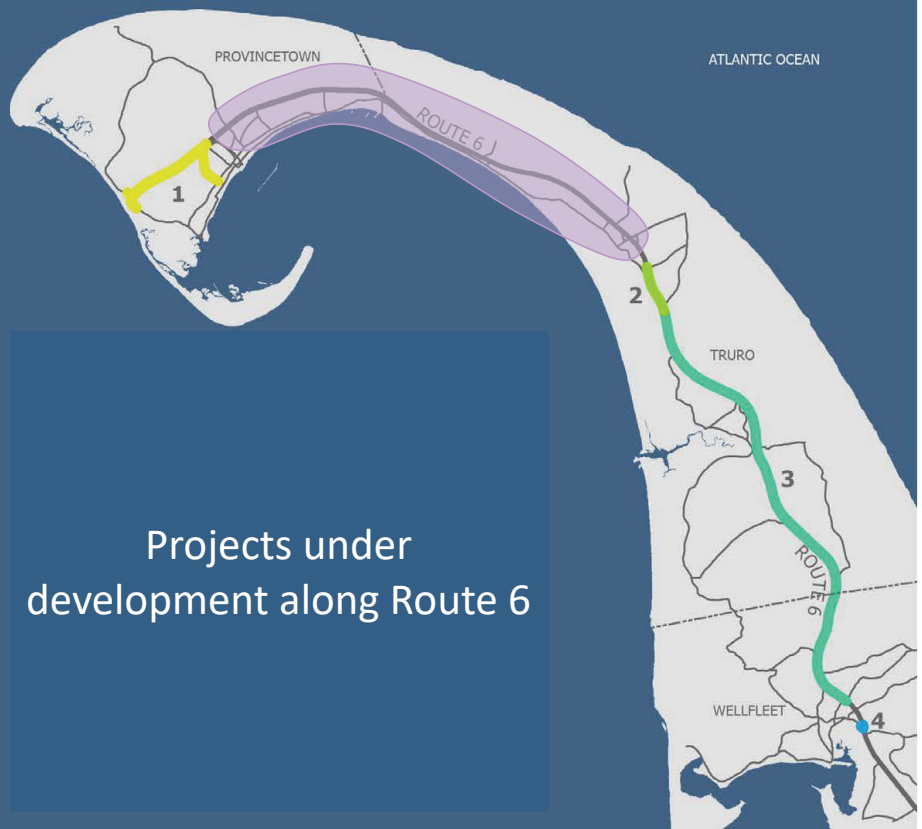 PROVINCETOWN
ATLANTIC OCEAN
ROUTE 6
1
2
TRURO
3
ROUTE 6
WELLFLEET
4
Projects under
development along Route 6